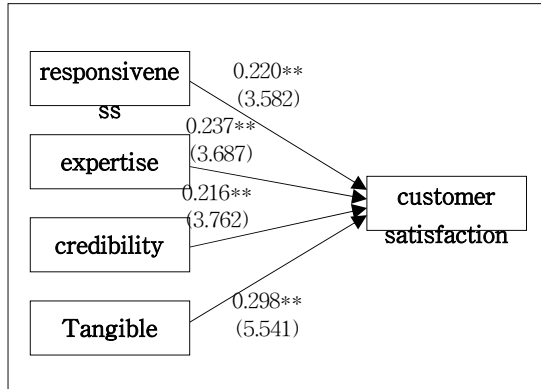 responsivene
ss
0.220**
(3.582)
0.237**
(3.687)
expertise
0.216**
(3.762)
customer
satisfaction
credibility
0.298**
(5.541)
Tangible